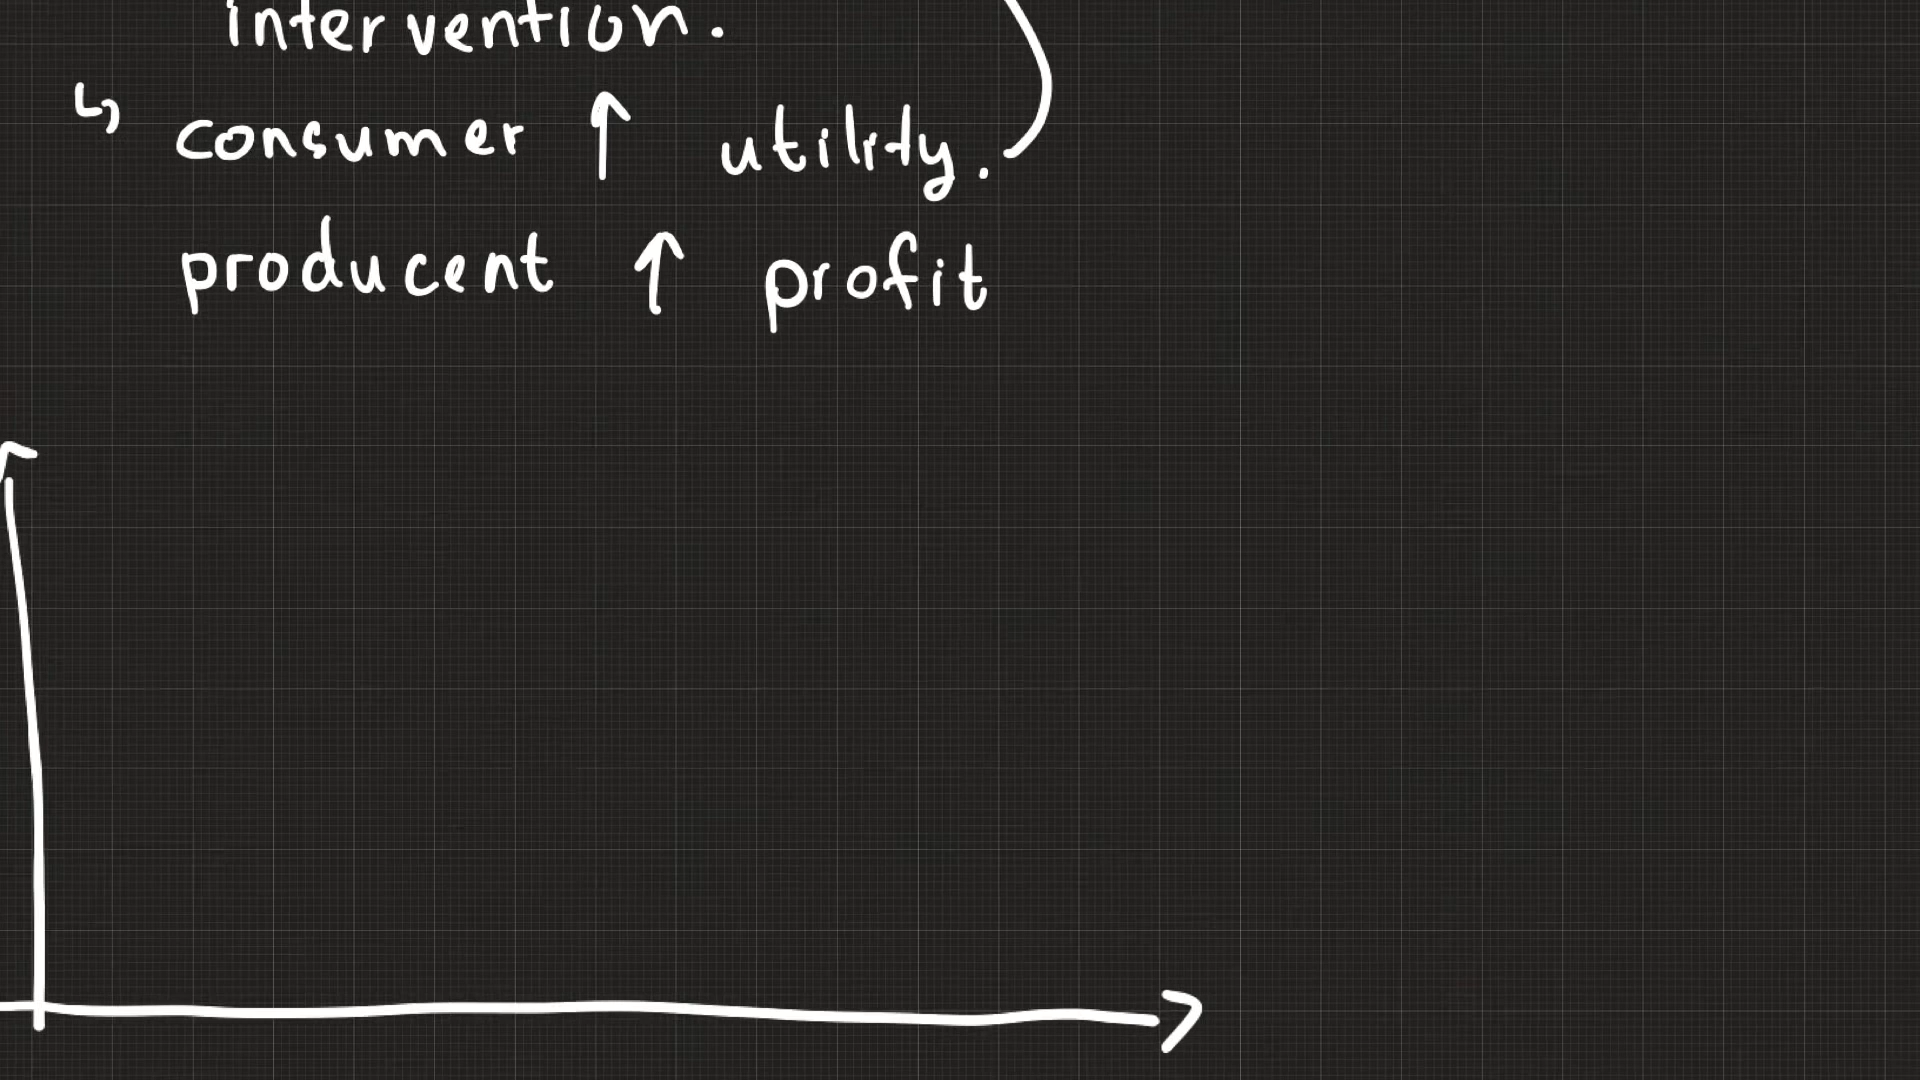 intervention.
↳ consumer ↑ utility.
producent ↑ profit